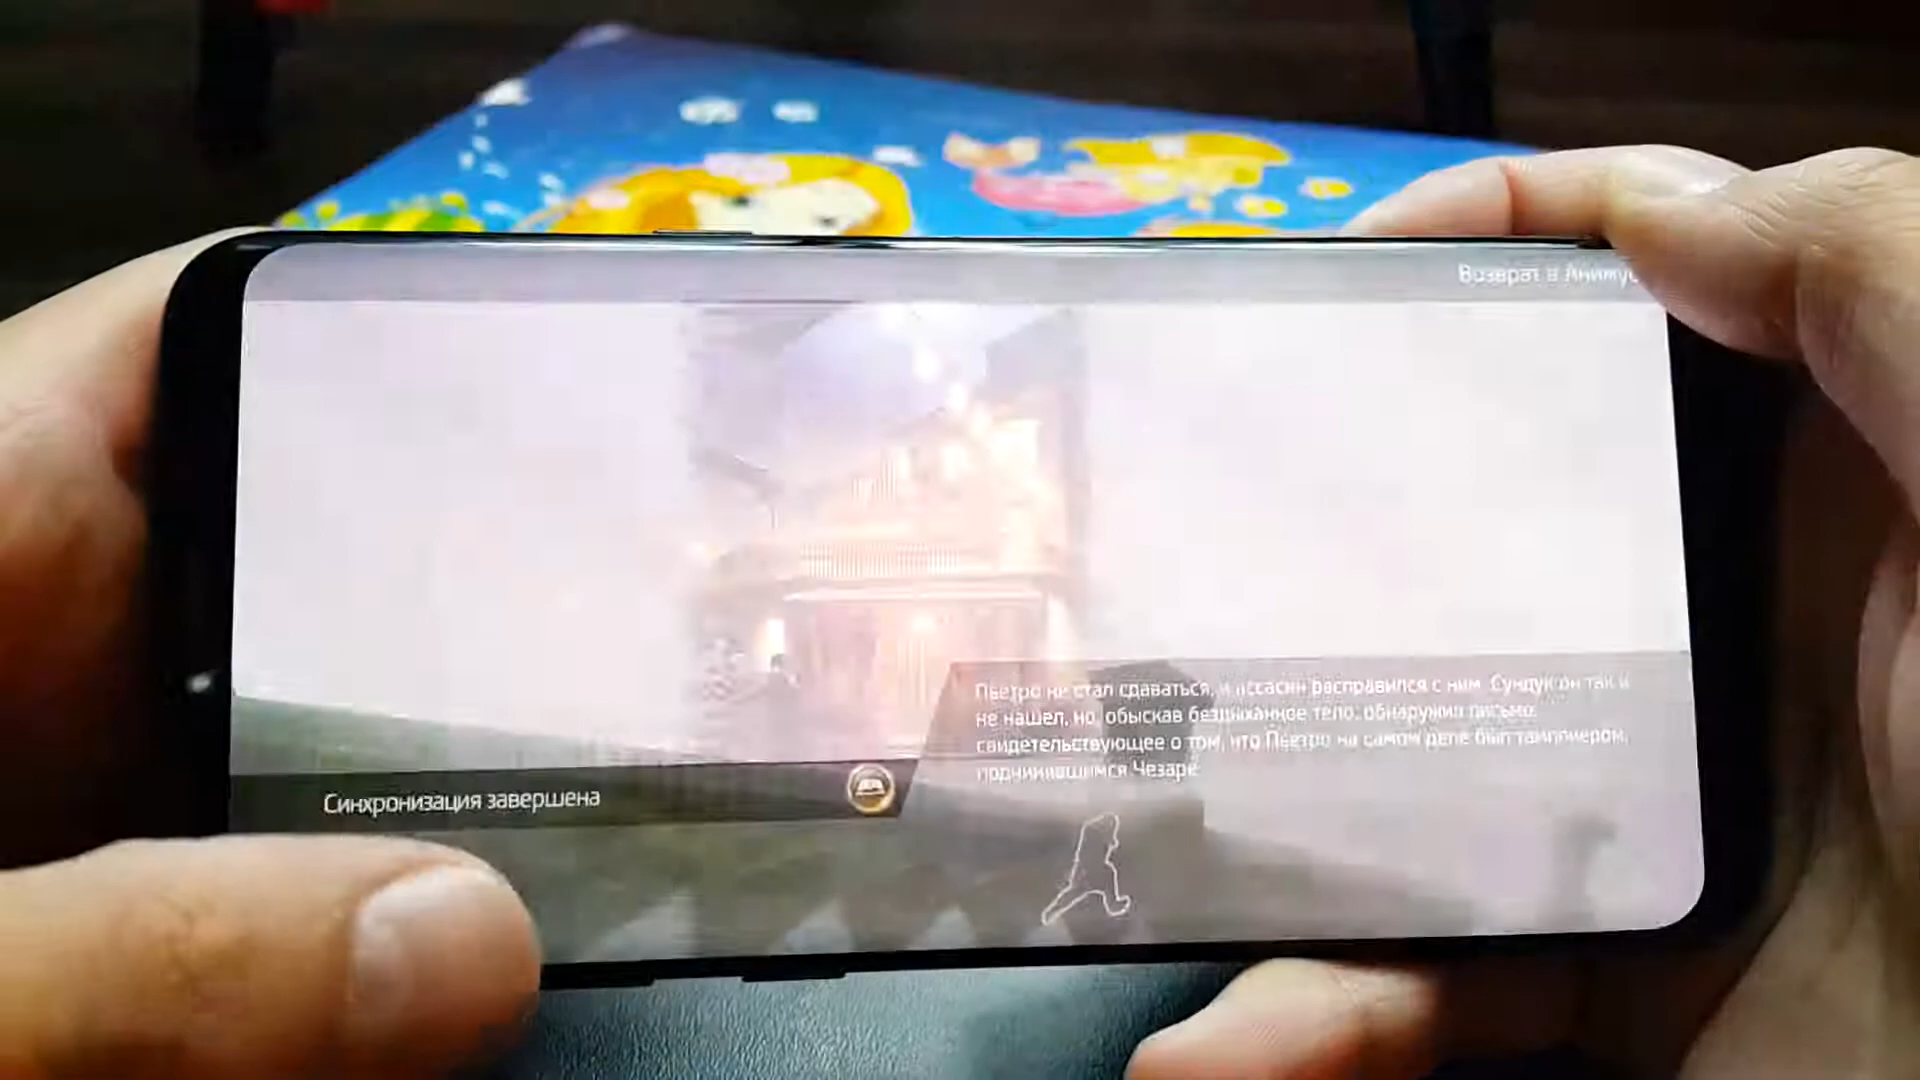 Возврат в Анимус
Пьетро не стал сдаваться, и ассасин расправился с ним. Сундук он так и
не нашел, но, обыскав бездыханное тело, обнаружил письмо,
свидетельствующее о том, что Пьетро на самом деле был тамплиером,
подчинившимся Чезаре
Синхронизация завершена